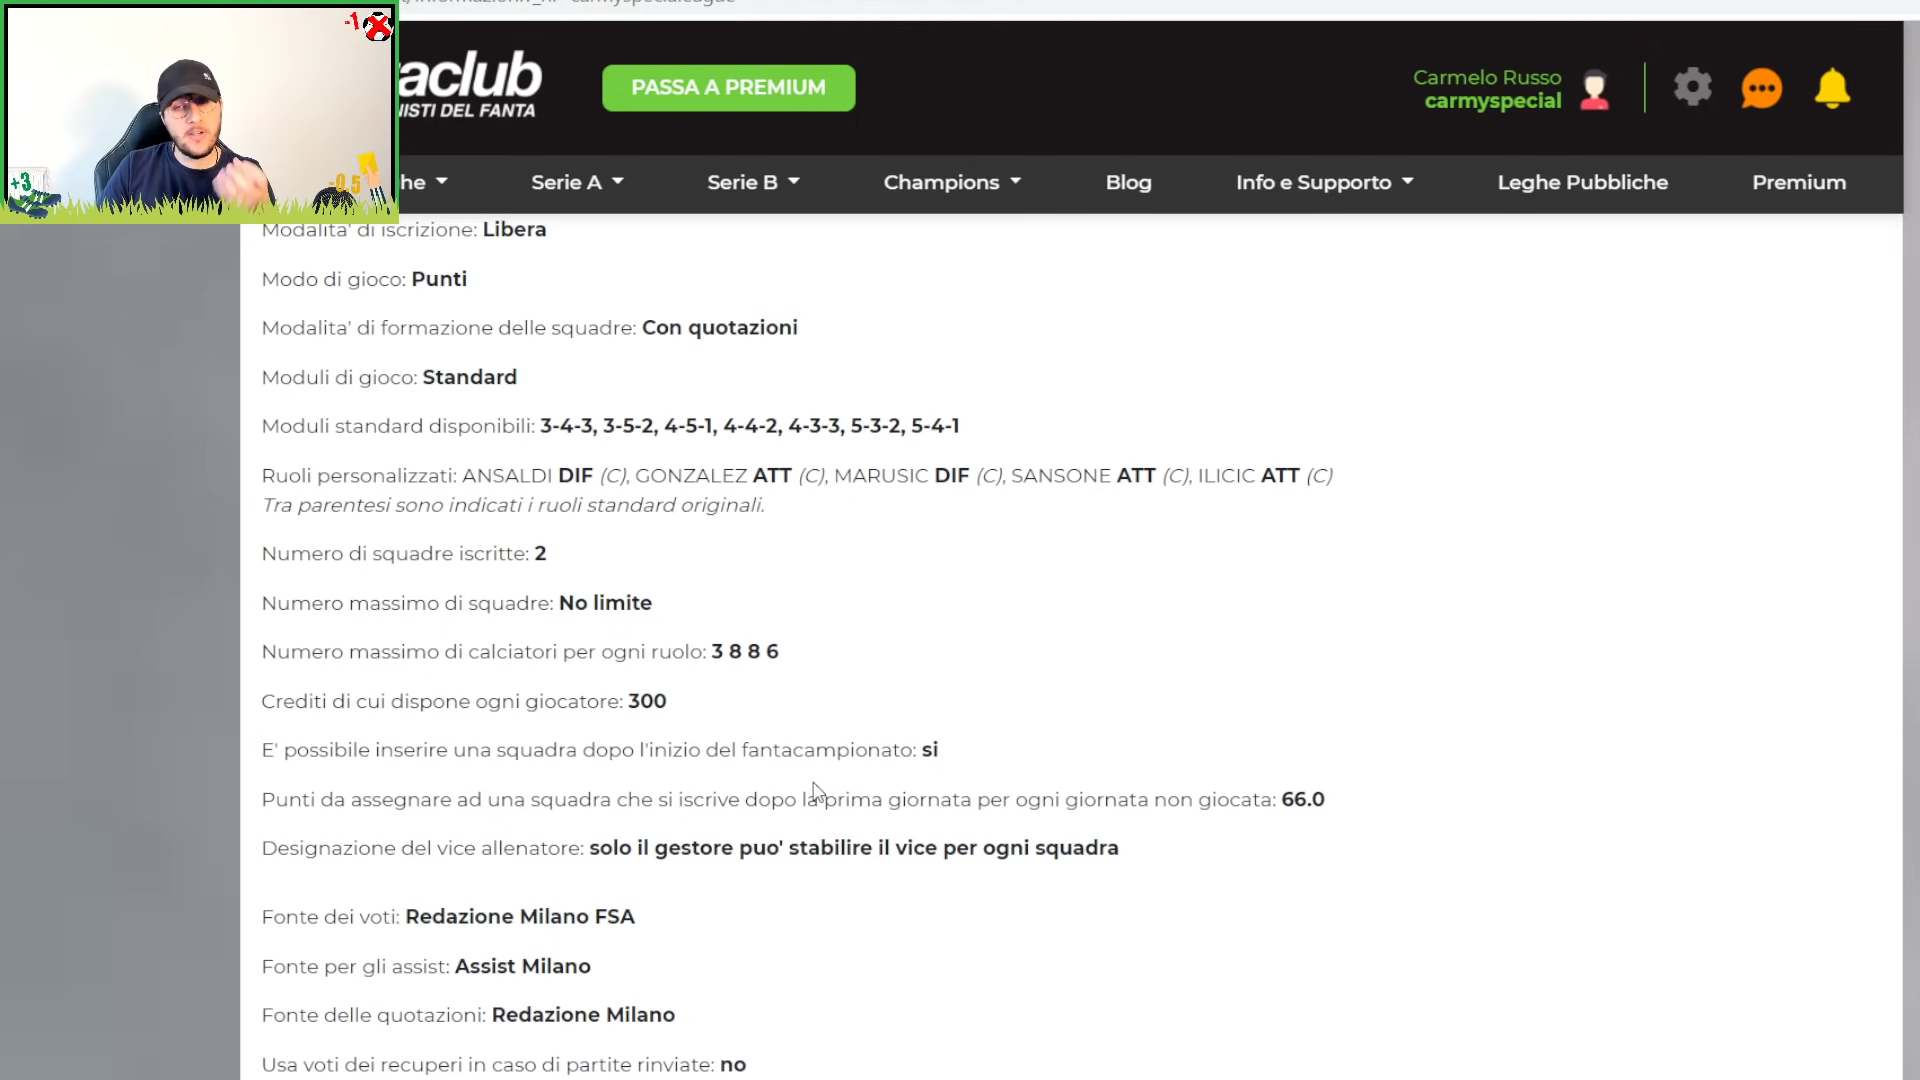 -1
+3
-0.5
aclub
NISTI DEL FANTA
PASSA A PREMIUM
Carmelo Russo
carmyspecial
he
Serie A
Serie B
Champions
Blog
Info e Supporto
Leghe Pubbliche
Premium
Modalita' di iscrizione: Libera
Modo di gioco: Punti
Modalita' di formazione delle squadre: Con quotazioni
Moduli di gioco: Standard
Moduli standard disponibili: 3-4-3, 3-5-2, 4-5-1, 4-4-2, 4-3-3, 5-3-2, 5-4-1
Ruoli personalizzati: ANSALDI DIF (C), GONZALEZ ATT (C), MARUSIC DIF (C), SANSONE ATT (C), ILICIC ATT (C)
Tra parentesi sono indicati i ruoli standard originali.
Numero di squadre iscritte: 2
Numero massimo di squadre: No limite
Numero massimo di calciatori per ogni ruolo: 3 8 8 6
Crediti di cui dispone ogni giocatore: 300
E' possibile inserire una squadra dopo l'inizio del fantacampionato: si
Punti da assegnare ad una squadra che si iscrive dopo la prima giornata per ogni giornata non giocata: 66.0
Designazione del vice allenatore: solo il gestore puo' stabilire il vice per ogni squadra
Fonte dei voti: Redazione Milano FSA
Fonte per gli assist: Assist Milano
Fonte delle quotazioni: Redazione Milano
Usa voti dei recuperi in caso di partite rinviate: no